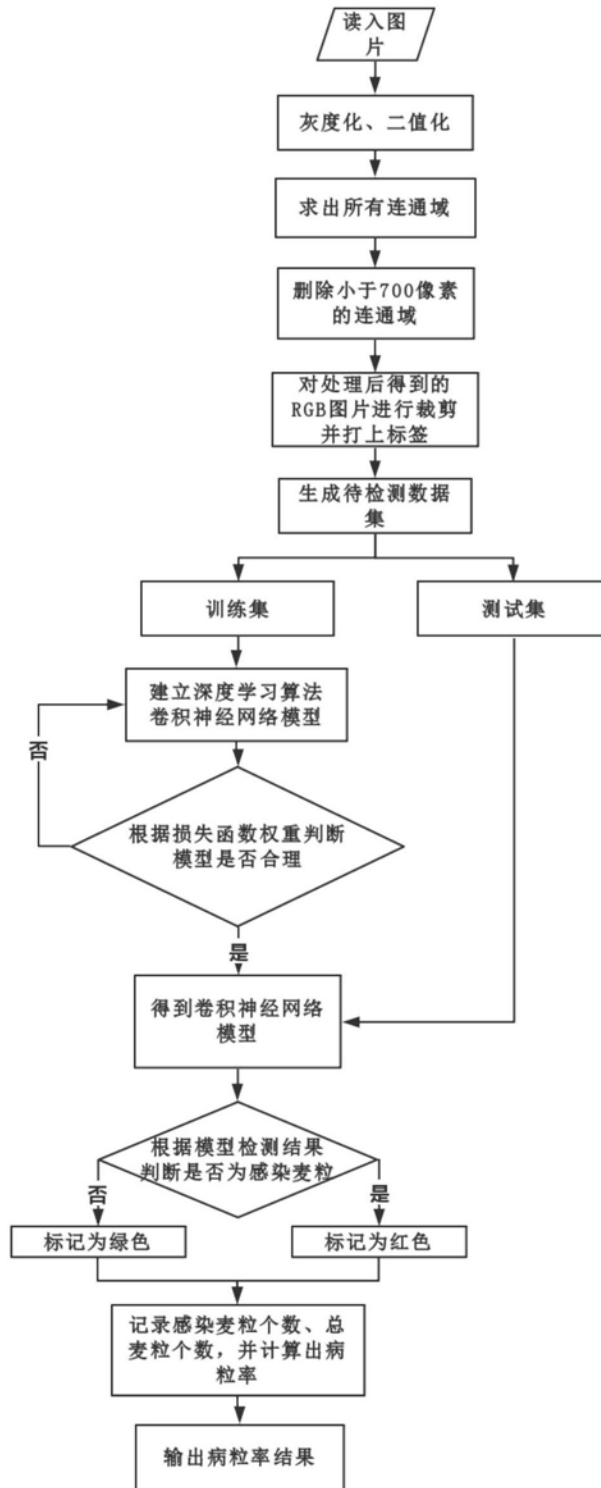 读入图
片
灰度化、二值化
求出所有连通域
删除小于700像素
的连通域
对处理后得到的
RGB图片进行裁剪
并打上标签
生成待检测数据
集
训练集
测试集
建立深度学习算法
卷积神经网络模型
否
根据损失函数权重判断
模型是否合理
是
得到卷积神经网络
模型
根据模型检测结果
判断是否为感染麦粒
否
是
标记为绿色
标记为红色
记录感染麦粒个数、总
麦粒个数，并计算出病
粒率
输出病粒率结果